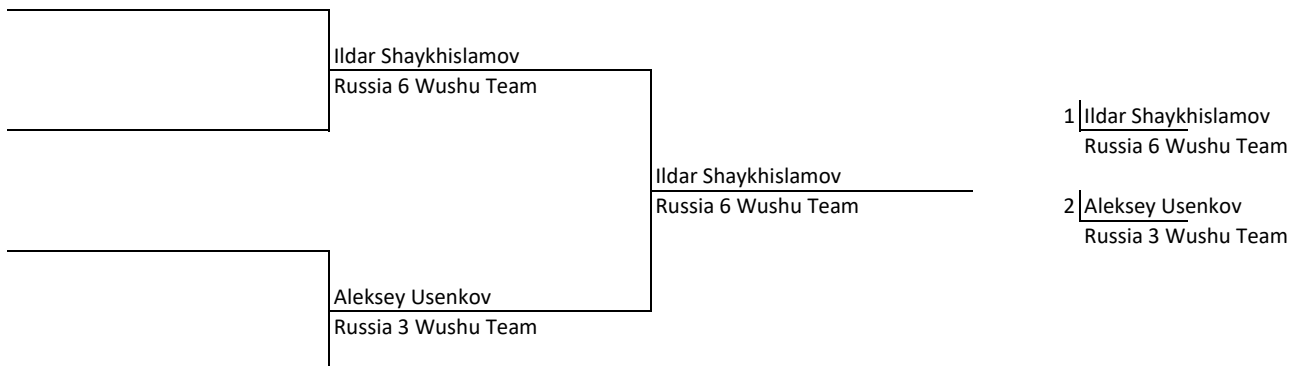 Ildar Shaykhislamov
Russia 6 Wushu Team
1 Ildar Shaykhislamov
Russia 6 Wushu Team
Ildar Shaykhislamov
Russia 6 Wushu Team
2 Aleksey Usenkov
Russia 3 Wushu Team
Aleksey Usenkov
Russia 3 Wushu Team